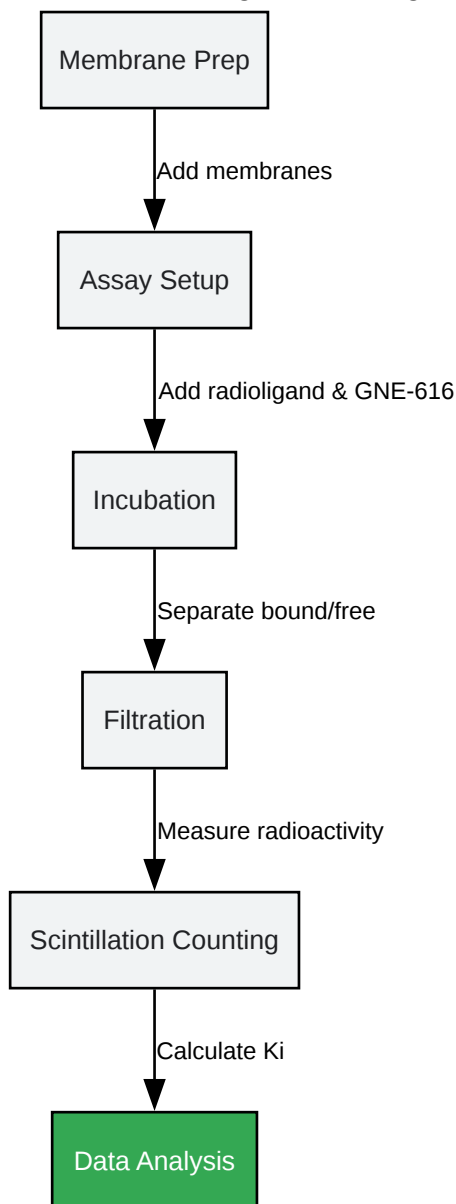 Membrane Prep
Add membranes
Assay Setup
Add radioligand & GNE-616
Incubation
Separate bound/free
Filtration
Measure radioactivity
Scintillation Counting
Calculate Ki
Data Analysis